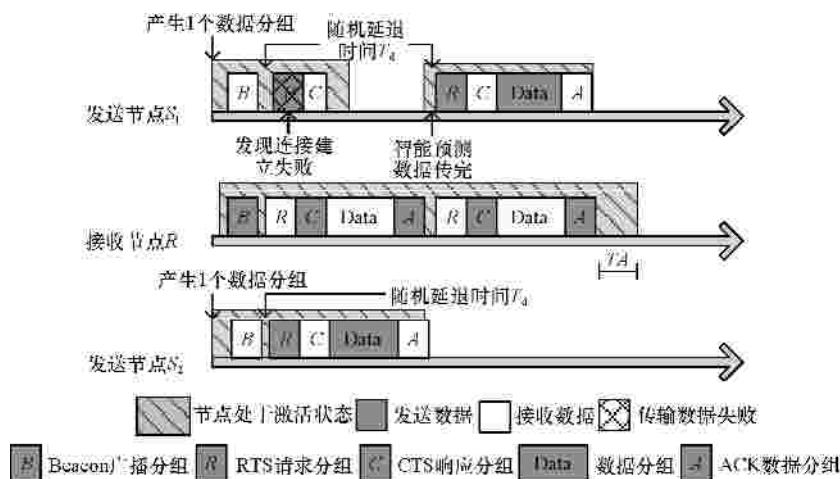 产生1个数据分组
随机延退
时间Td
B
C
R
C
Data
A
发送节点S1
发现连接建
立失败
智能预测
数据传完
B
R
C
Data
A
R
C
Data
A
接收节点R
TA
产生1个数据分组
随机延退时间Td
B
R
C
Data
A
发送节点S2
节点处于激活状态
发送数据
接收数据
传输数据失败
B Beacon广播分组
R RTS请求分组
C CTS响应分组
Data 数据分组
A ACK数据分组